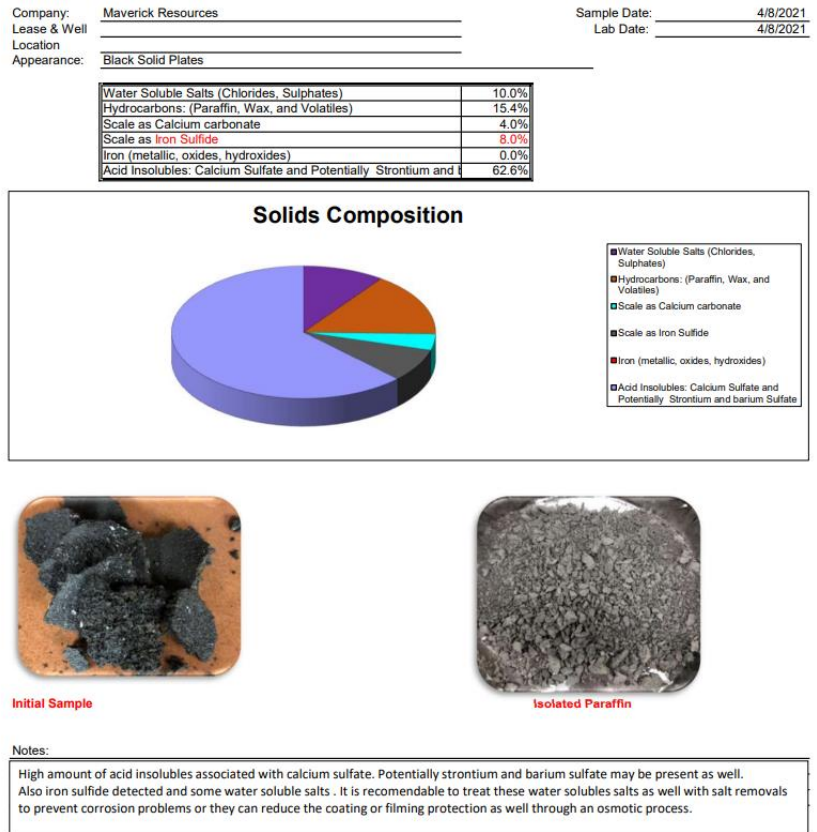 Company: Maverick Resources Sample Date: 4/8/2021
Lease & Well Lab Date: 4/8/2021
Location
Appearance: Black Solid Plates
Water Soluble Salts (Chlorides, Sulphates) 10.0%
Hydrocarbons: (Paraffin, Wax, and Volatiles) 15.4%
Scale as Calcium carbonate 4.0%
Scale as Iron Sulfide 8.0%
Iron (metallic, oxides, hydroxides) 0.0%
Acid Insolubles: Calcium Sulfate and Potentially Strontium and 62.6%
Solids Composition
Water Soluble Salts (Chlorides,
Sulphates)
Hydrocarbons: (Paraffin, Wax, and
Volatiles)
Scale as Calcium carbonate
Scale as Iron Sulfide
Iron (metallic, oxides, hydroxides)
Acid Insolubles: Calcium Sulfate and
Potentially Strontium and barium Sulfate
Initial Sample
Isolated Paraffin
Notes:
High amount of acid insolubles associated with calcium sulfate. Potentially strontium and barium sulfate may be present as well.
Also iron sulfide detected and some water soluble salts . It is recomendable to treat these water solubles salts as well with salt removals
to prevent corrosion problems or they can reduce the coating or filming protection as well through an osmotic process.